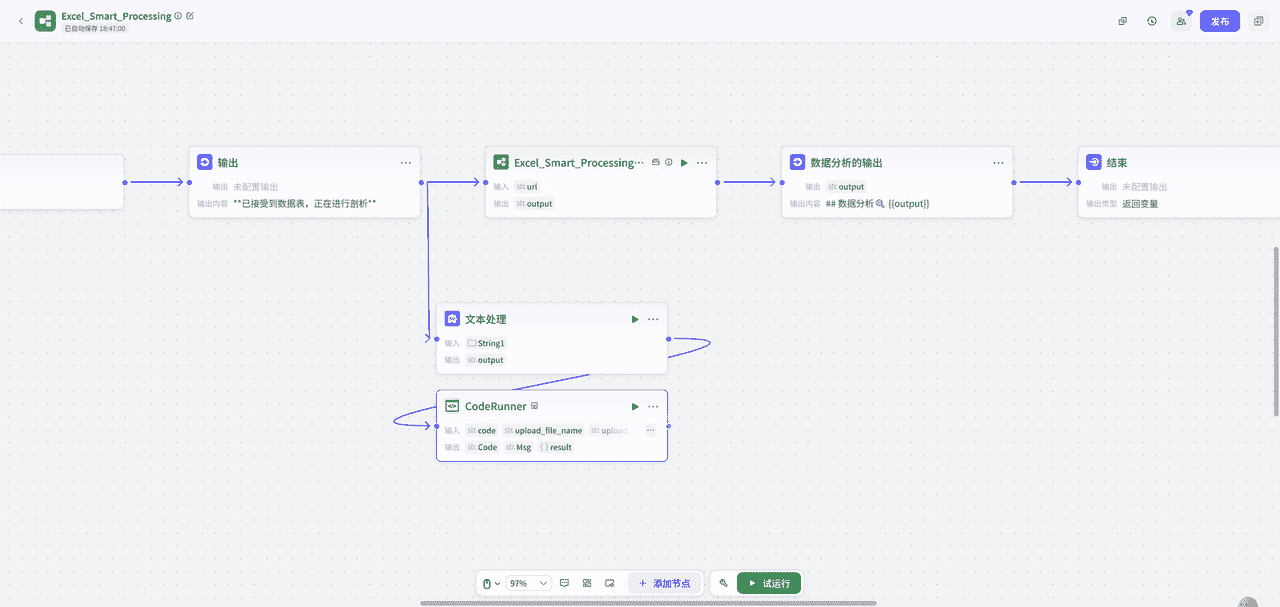 Excel_Smart_Processing
已自动保存 18:47:00
发布
输出
输出 未配置输出
输出内容 **已接受到数据表，正在进行剖析**
Excel_Smart_Processing···
输入 str. url
输出 str. output
数据分析的输出
输出 str. output
输出内容 ## 数据分析🔍 {{output}}
结束
输出 未配置输出
输出类型 返回变量
文本处理
输入 String1
输出 str. output
CodeRunner
输入 str. code str. upload_file_name str. upload
输出 str. Code str. Msg { } result
97%
+ 添加节点
试运行